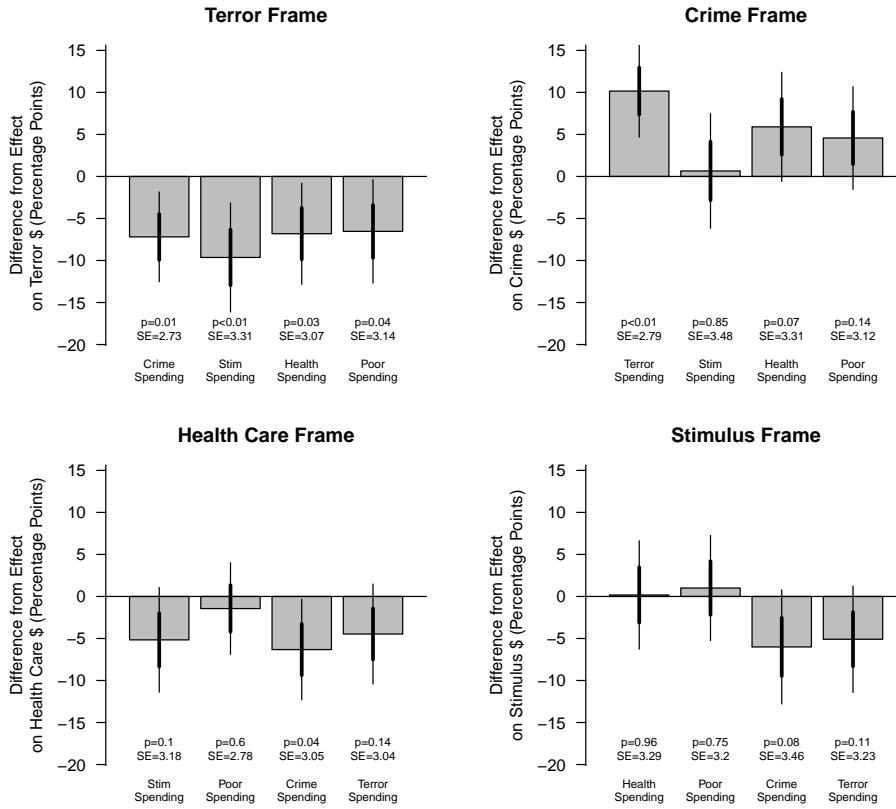 Terror Frame
Difference from Effect
on Terror $ (Percentage Points)
15
10
5
0
−5
−10
−15
−20
p=0.01 p<0.01 p=0.03 p=0.04
SE=2.73 SE=3.31 SE=3.07 SE=3.14
Crime Stim Health Poor
Spending Spending Spending Spending
Crime Frame
Difference from Effect
on Crime $ (Percentage Points)
15
10
5
0
−5
−10
−15
−20
p<0.01 p=0.85 p=0.07 p=0.14
SE=2.79 SE=3.48 SE=3.31 SE=3.12
Terror Stim Health Poor
Spending Spending Spending Spending
Health Care Frame
Difference from Effect
on Health Care $ (Percentage Points)
15
10
5
0
−5
−10
−15
−20
p=0.1 p=0.6 p=0.04 p=0.14
SE=3.18 SE=2.78 SE=3.05 SE=3.04
Stim Poor Crime Terror
Spending Spending Spending Spending
Stimulus Frame
Difference from Effect
on Stimulus $ (Percentage Points)
15
10
5
0
−5
−10
−15
−20
p=0.96 p=0.75 p=0.08 p=0.11
SE=3.29 SE=3.2 SE=3.46 SE=3.23
Health Poor Crime Terror
Spending Spending Spending Spending